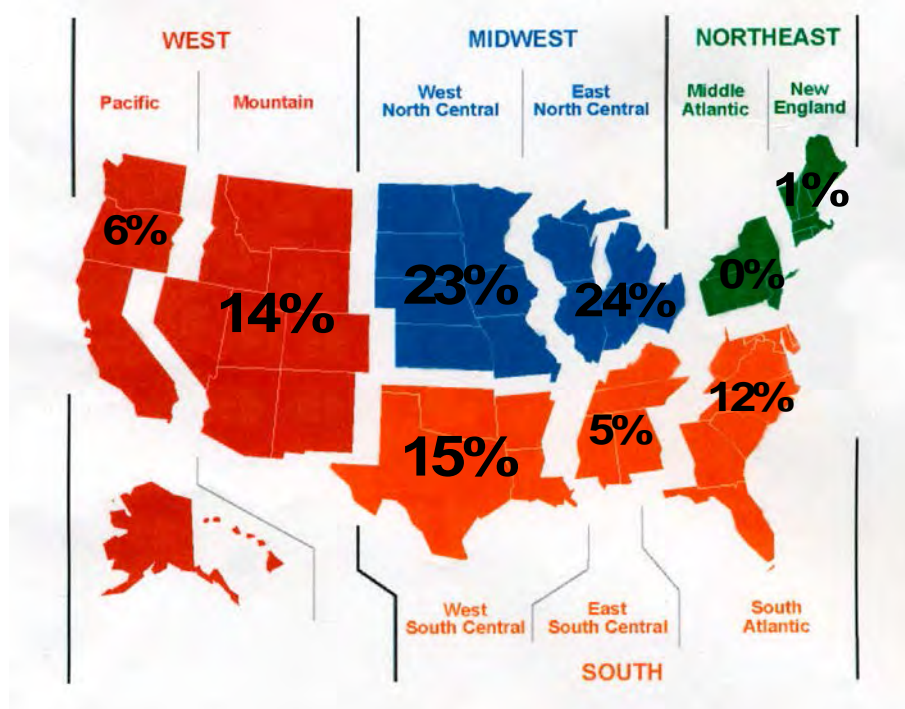 WEST
MIDWEST
NORTHEAST
Pacific
Mountain
West
North Central
East
North Central
Middle
Atlantic
New
England
1%
6%
0%
23%
24%
14%
12%
5%
15%
West
South Central
East
South Central
South
Atlantic
SOUTH